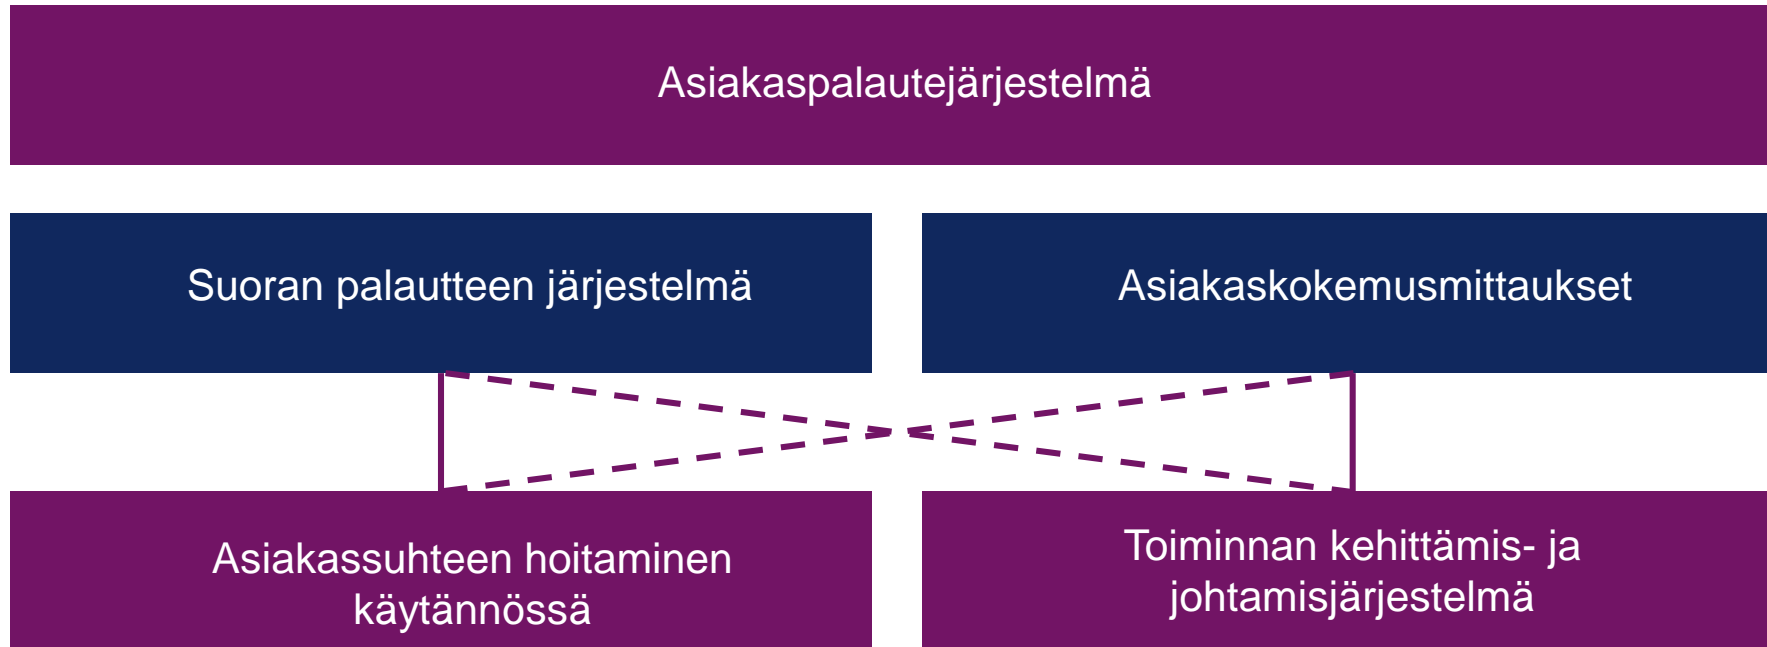 Asiakaspalautejärjestelmä
Suoran palautteen järjestelmä
Asiakaskokemusmittaukset
Asiakassuhteen hoitaminen
käytännössä
Toiminnan kehittämis- ja
johtamisjärjestelmä